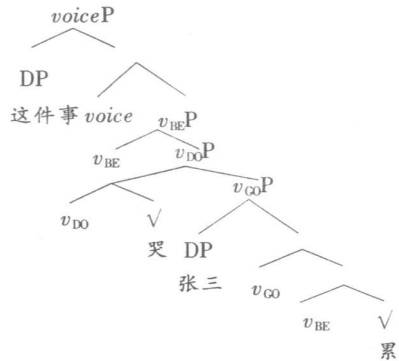 voiceP
DP
这件事 voice v_BEP
v_BE v_DOP
v_DO √ v_GOP
哭 DP
张三 v_GO
v_BE √
累